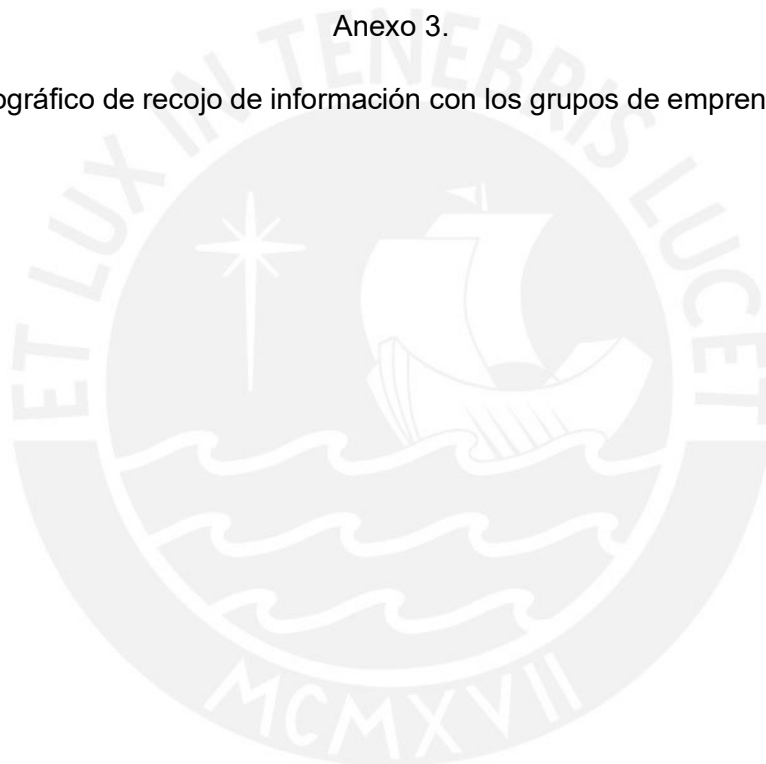 Anexo 3.
ográfico de recojo de información con los grupos de empren
ET LUX IN TENEBRIS LUCET
MCMXVII